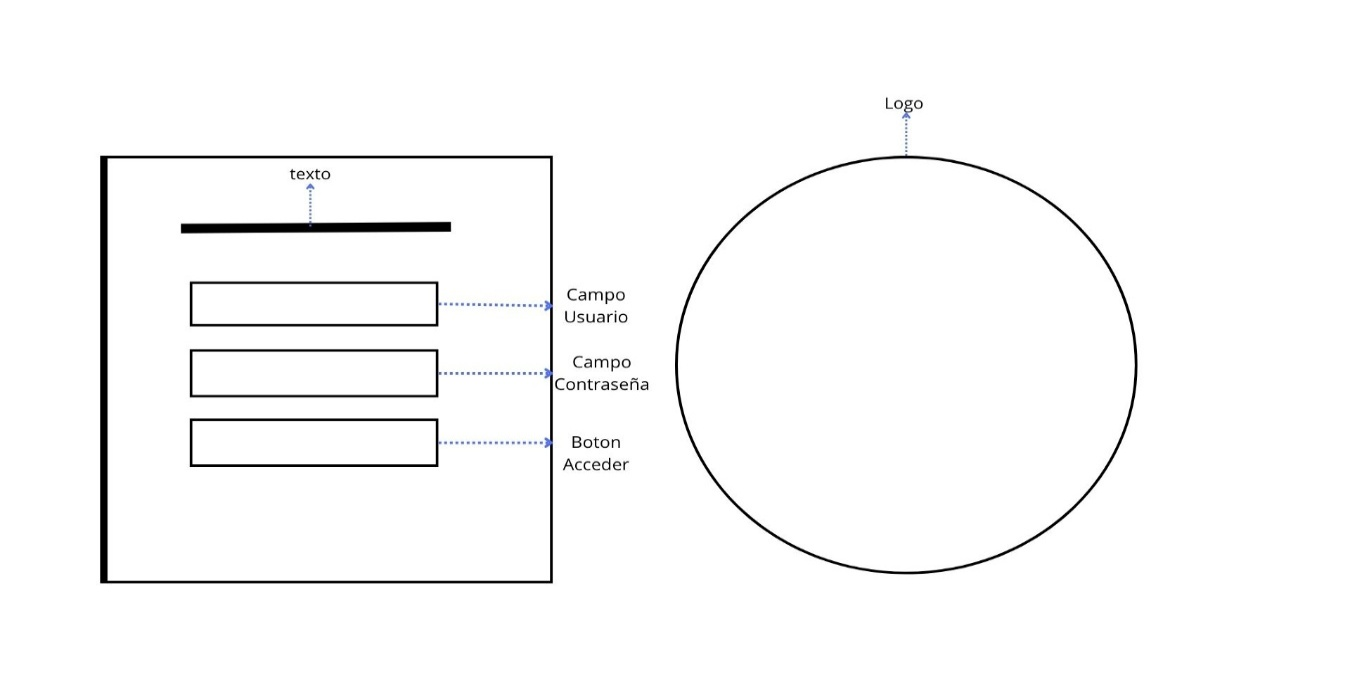 texto
Campo
Usuario
Campo
Contraseña
Boton
Acceder
Logo